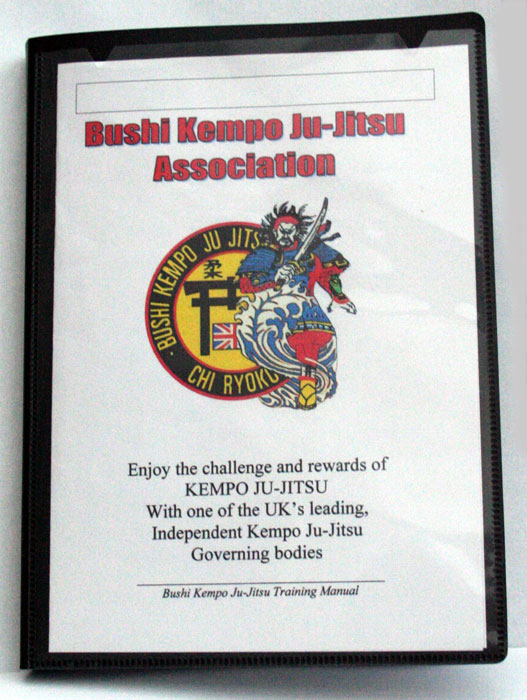 Bushi Kempo Ju-Jitsu
Association
· BUSHI KEMPO JU JITS
柔
CHI RYOKU
Enjoy the challenge and rewards of
KEMPO JU-JITSU
With one of the UK's leading,
Independent Kempo Ju-Jitsu
Governing bodies
Bushi Kempo Ju-Jitsu Training Manual